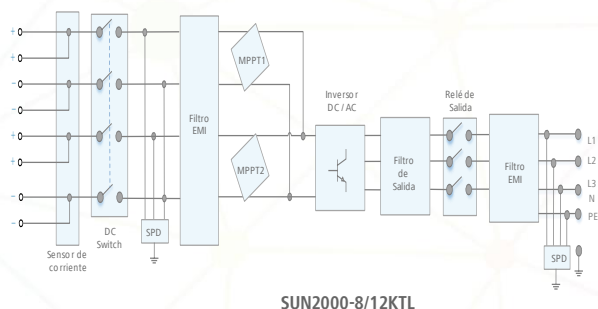 +
+
-
-
+
+
-
-
Sensor de
corriente
DC
Switch
SPD
Filtro
EMI
MPPT1
MPPT2
Inversor
DC / AC
Filtro
de
Salida
Relé de
Salida
Filtro
EMI
L1
L2
L3
N
PE
SPD
SUN2000-8/12KTL